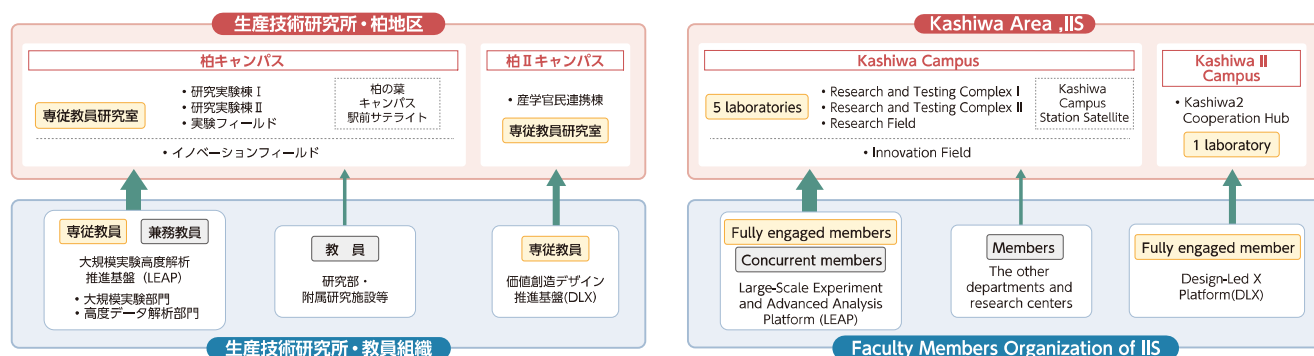 生産技術研究所・柏地区
柏キャンパス
専従教員研究室
・研究実験棟Ⅰ
・研究実験棟Ⅱ
・実験フィールド
柏の葉
キャンパス
駅前サテライト
・イノベーションフィールド
柏Ⅱキャンパス
・産学官民連携棟
専従教員研究室
専従教員
兼務教員
大規模実験高度解析
推進基盤（LEAP）
・大規模実験部門
・高度データ解析部門
教 員
研究部・
附属研究施設等
専従教員
価値創造デザイン
推進基盤(DLX)
生産技術研究所・教員組織
Kashiwa Area ,IIS
Kashiwa Campus
5 laboratories
• Research and Testing Complex Ⅰ
• Research and Testing Complex Ⅱ
• Research Field
Kashiwa
Campus
Station Satellite
• Innovation Field
Kashiwa Ⅱ
Campus
• Kashiwa2
Cooperation Hub
1 laboratory
Fully engaged members
Concurrent members
Large-Scale Experiment
and Advanced Analysis
Platform (LEAP)
Members
The other
departments and
research centers
Fully engaged member
Design-Led X
Platform(DLX)
Faculty Members Organization of IIS